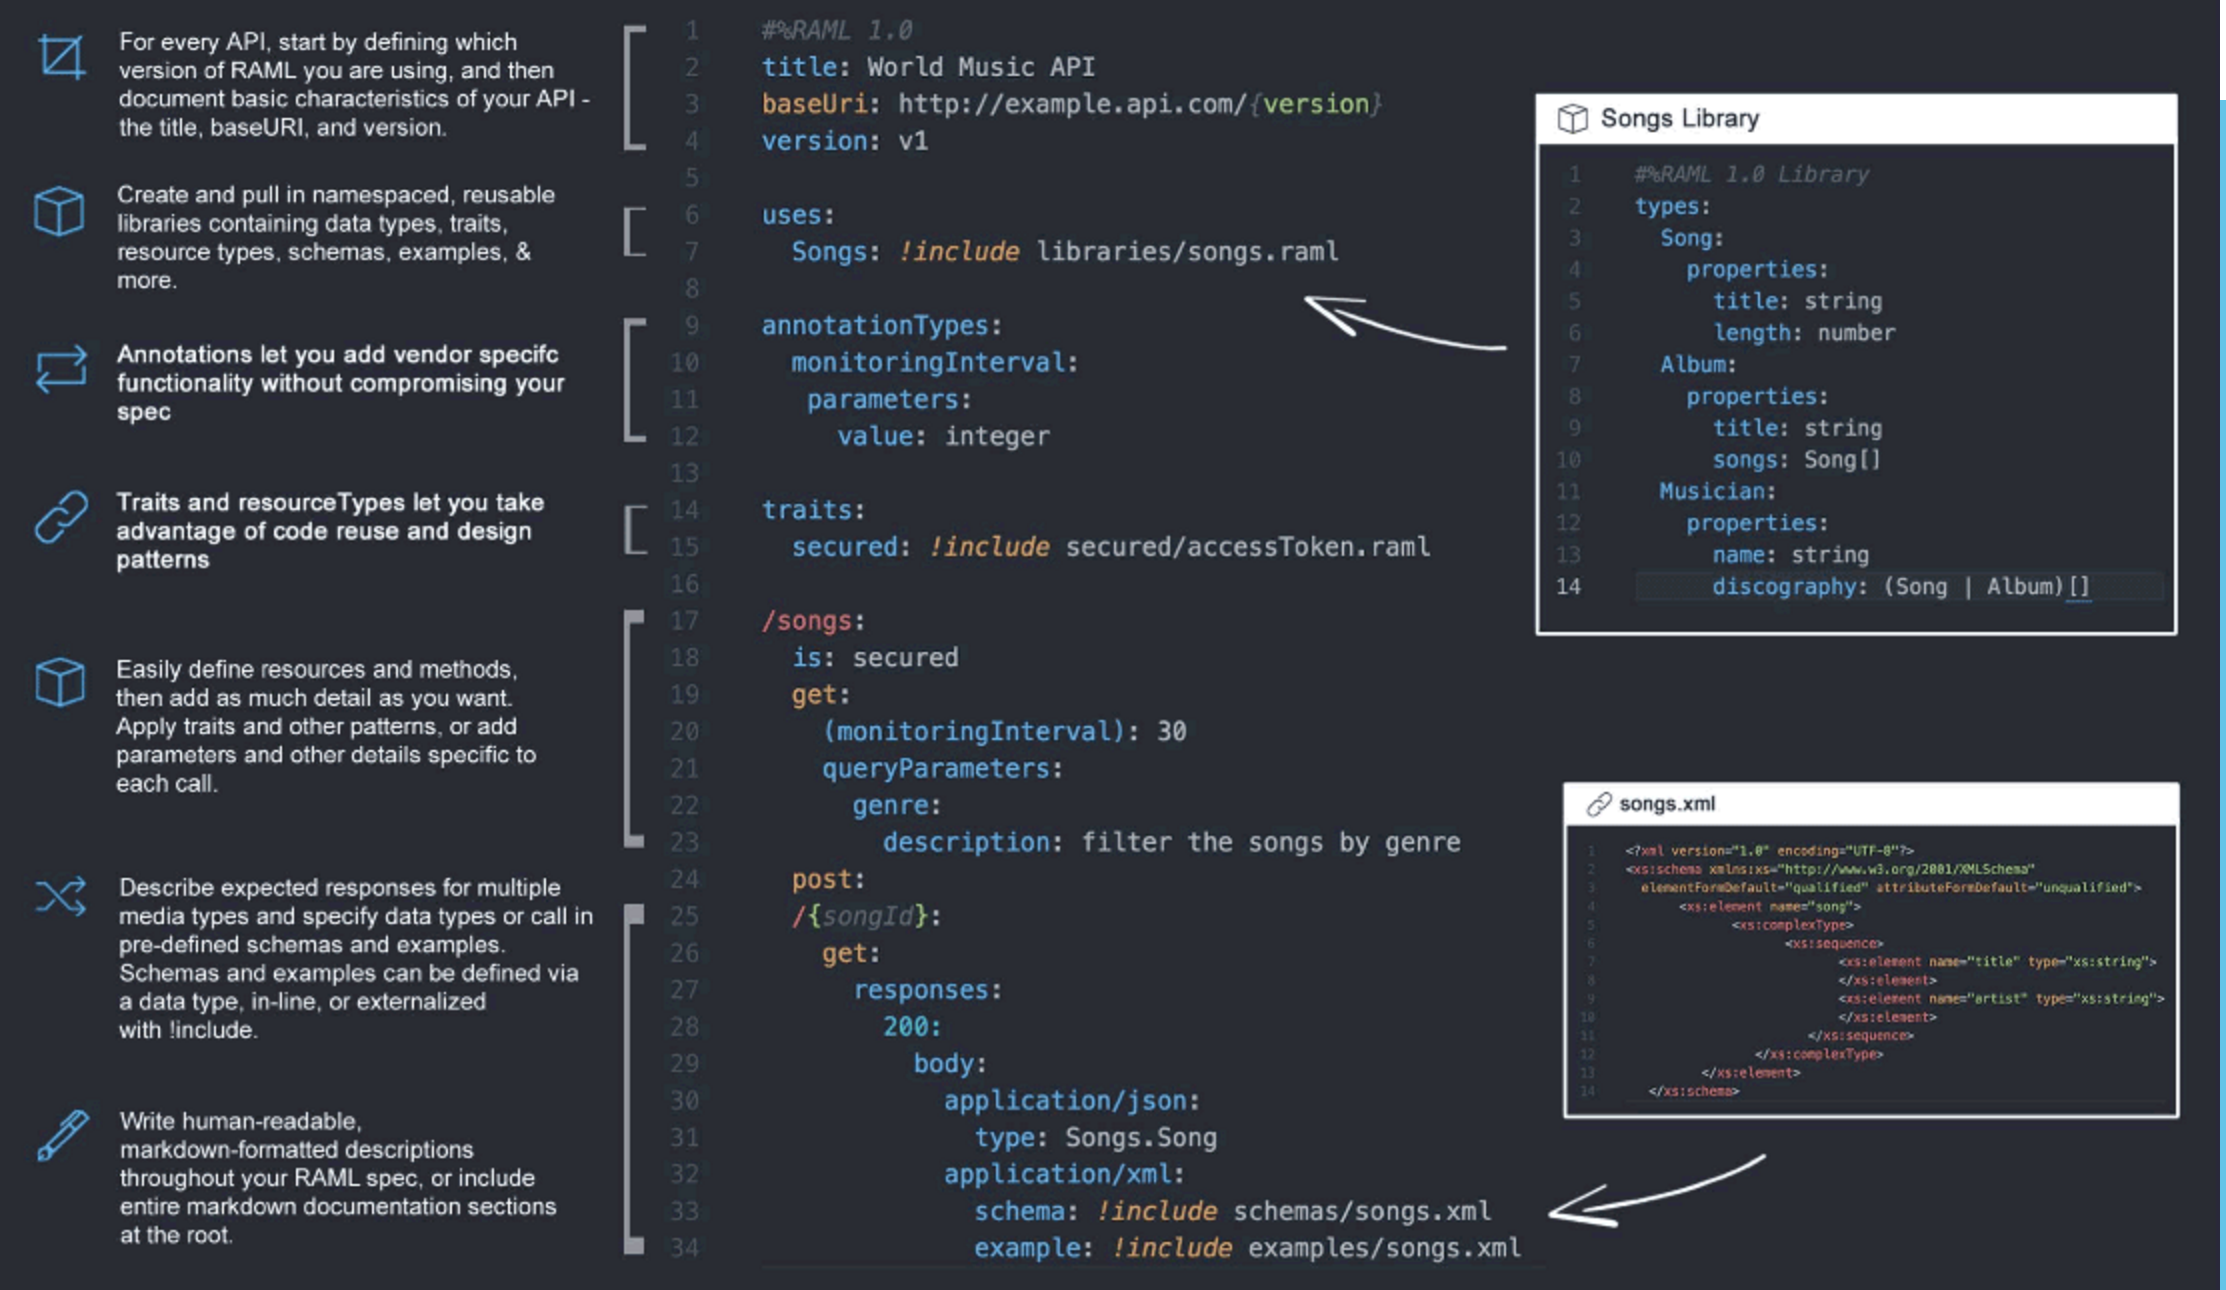 For every API, start by defining which
version of RAML you are using, and then
document basic characteristics of your API -
the title, baseURI, and version.
Create and pull in namespaced, reusable
libraries containing data types, traits,
resource types, schemas, examples, &
more.
Annotations let you add vendor specifc
functionality without compromising your
spec
Traits and resourceTypes let you take
advantage of code reuse and design
patterns
Easily define resources and methods,
then add as much detail as you want.
Apply traits and other patterns, or add
parameters and other details specific to
each call.
Describe expected responses for multiple
media types and specify data types or call in
pre-defined schemas and examples.
Schemas and examples can be defined via
a data type, in-line, or externalized
with !include.
Write human-readable,
markdown-formatted descriptions
throughout your RAML spec, or include
entire markdown documentation sections
at the root.
1 #%RAML 1.0
2 title: World Music API
3 baseUri: http://example.api.com/{version}
4 version: v1
5
6 uses:
7 Songs: !include libraries/songs.raml
8
9 annotationTypes:
10 monitoringInterval:
11 parameters:
12 value: integer
13
14 traits:
15 secured: !include secured/accessToken.raml
16
17 /songs:
18 is: secured
19 get:
20 (monitoringInterval): 30
21 queryParameters:
22 genre:
23 description: filter the songs by genre
24 post:
25 /{songId}:
26 get:
27 responses:
28 200:
29 body:
30 application/json:
31 type: Songs.Song
32 application/xml:
33 schema: !include schemas/songs.xml
34 example: !include examples/songs.xml
Songs Library
1 #%RAML 1.0 Library
2 types:
3 Song:
4 properties:
5 title: string
6 length: number
7 Album:
8 properties:
9 title: string
10 songs: Song[]
11 Musician:
12 properties:
13 name: string
14 discography: (Song | Album)[]
songs.xml
1 <?xml version="1.0" encoding="UTF-8"?>
2 <xs:schema xmlns:xs="http://www.w3.org/2001/XMLSchema"
3 elementFormDefault="qualified" attributeFormDefault="unqualified">
4 <xs:element name="song">
5 <xs:complexType>
6 <xs:sequence>
7 <xs:element name="title" type="xs:string">
8 </xs:element>
9 <xs:element name="artist" type="xs:string">
10 </xs:element>
11 </xs:sequence>
12 </xs:complexType>
13 </xs:element>
14 </xs:schema>